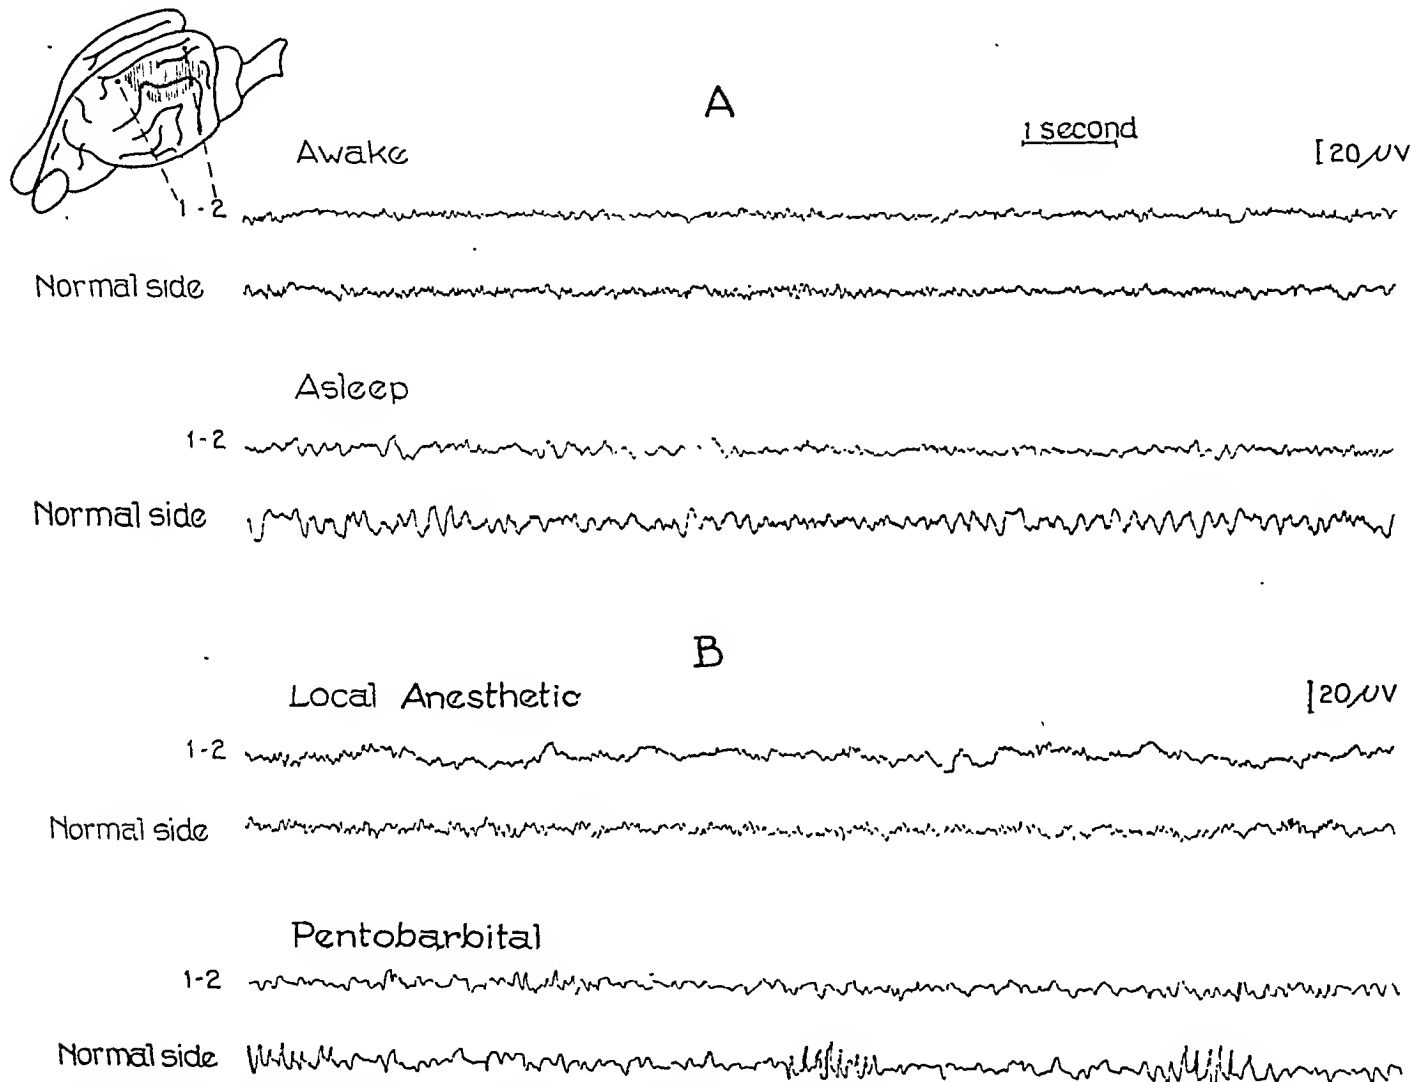 A
1 second
Awake
[20 μV
1-2
Normal side
Asleep
1-2
Normal side
B
Local Anesthetic
[20 μV
1-2
Normal side
Pentobarbital
1-2
Normal side